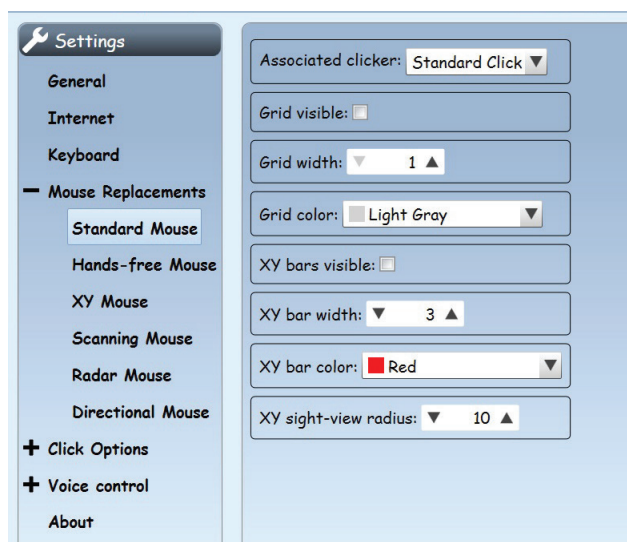 Settings
General
Internet
Keyboard
Mouse Replacements
Standard Mouse
Hands-free Mouse
XY Mouse
Scanning Mouse
Radar Mouse
Directional Mouse
Click Options
Voice control
About
Associated clicker: Standard Click
Grid visible:
Grid width: 1
Grid color: Light Gray
XY bars visible:
XY bar width: 3
XY bar color: Red
XY sight-view radius: 10